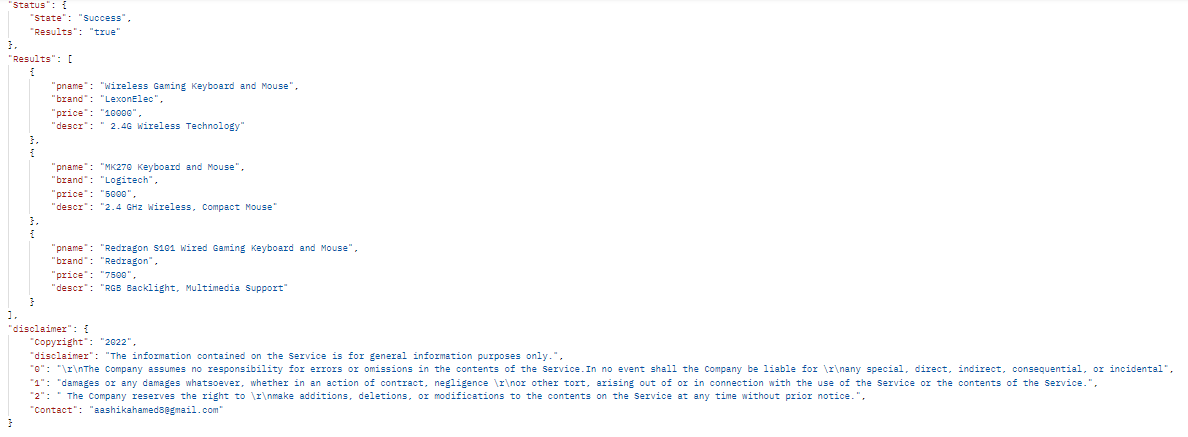 "Status": {
"State": "Success",
"Results": "true"
},
"Results": [
{
"pname": "Wireless Gaming Keyboard and Mouse",
"brand": "LexonElec",
"price": "10000",
"descr": " 2.4G Wireless Technology"
},
{
"pname": "MK270 Keyboard and Mouse",
"brand": "Logitech",
"price": "5000",
"descr": "2.4 GHz Wireless, Compact Mouse"
},
{
"pname": "Redragon S101 Wired Gaming Keyboard and Mouse",
"brand": "Redragon",
"price": "7500",
"descr": "RGB Backlight, Multimedia Support"
}
],
"disclaimer": {
"Copyright": "2022",
"disclaimer": "The information contained on the Service is for general information purposes only.",
"0": "\r\nThe Company assumes no responsibility for errors or omissions in the contents of the Service.In no event shall the Company be liable for \r\nany special, direct, indirect, consequential, or incidental",
"1": "damages or any damages whatsoever, whether in an action of contract, negligence \r\nor other tort, arising out of or in connection with the use of the Service or the contents of the Service.",
"2": " The Company reserves the right to \r\nmake additions, deletions, or modifications to the contents on the Service at any time without prior notice.",
"Contact": "aashikahamed8@gmail.com"
}